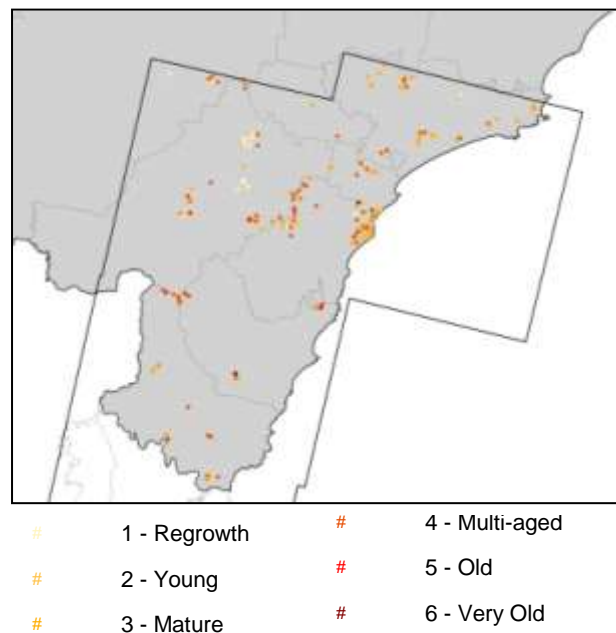 # 1 - Regrowth
# 2 - Young
# 3 - Mature
# 4 - Multi-aged
# 5 - Old
# 6 - Very Old